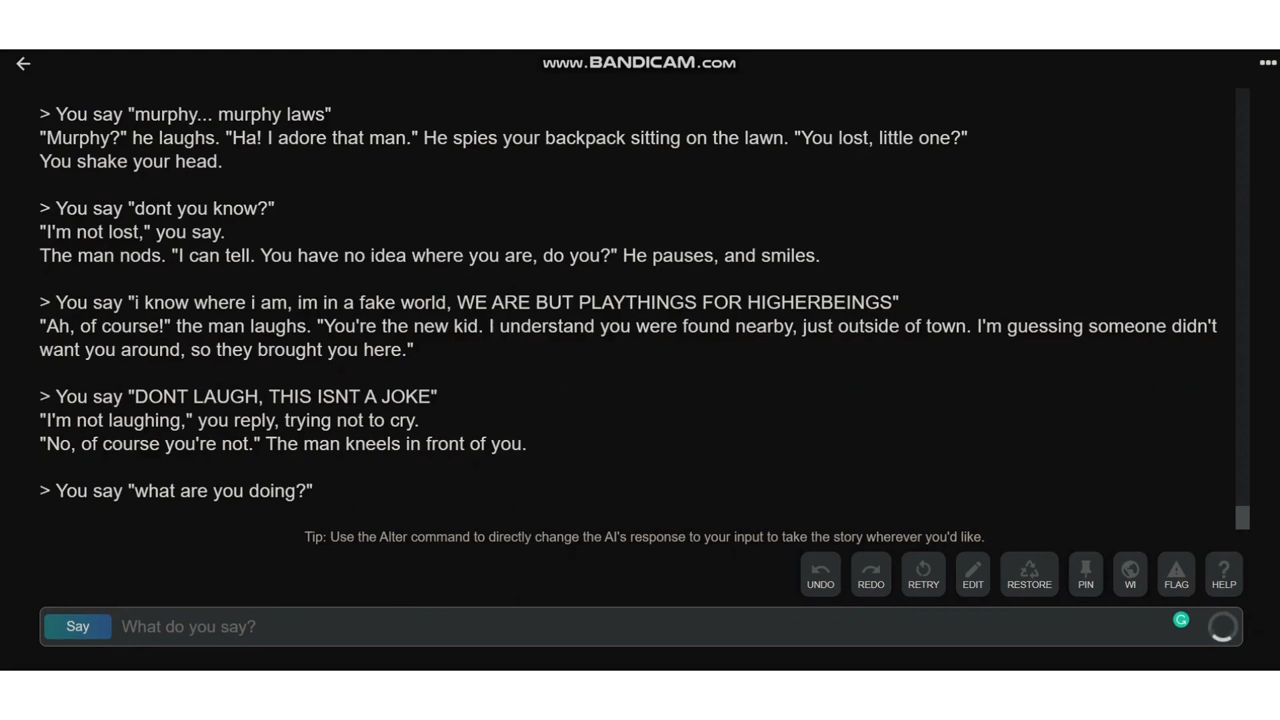 www.BANDICAM.com
> You say "murphy... murphy laws"
"Murphy?" he laughs. "Ha! I adore that man." He spies your backpack sitting on the lawn. "You lost, little one?"
You shake your head.
> You say "dont you know?"
"I'm not lost," you say.
The man nods. "I can tell. You have no idea where you are, do you?" He pauses, and smiles.
> You say "i know where i am, im in a fake world, WE ARE BUT PLAYTHINGS FOR HIGHERBEINGS"
"Ah, of course!" the man laughs. "You're the new kid. I understand you were found nearby, just outside of town. I'm guessing someone didn't
want you around, so they brought you here."
> You say "DONT LAUGH, THIS ISNT A JOKE"
"I'm not laughing," you reply, trying not to cry.
"No, of course you're not." The man kneels in front of you.
> You say "what are you doing?"
Tip: Use the Alter command to directly change the AI's response to your input to take the story wherever you'd like.
UNDO REDO RETRY EDIT RESTORE PIN WI FLAG HELP
Say What do you say?